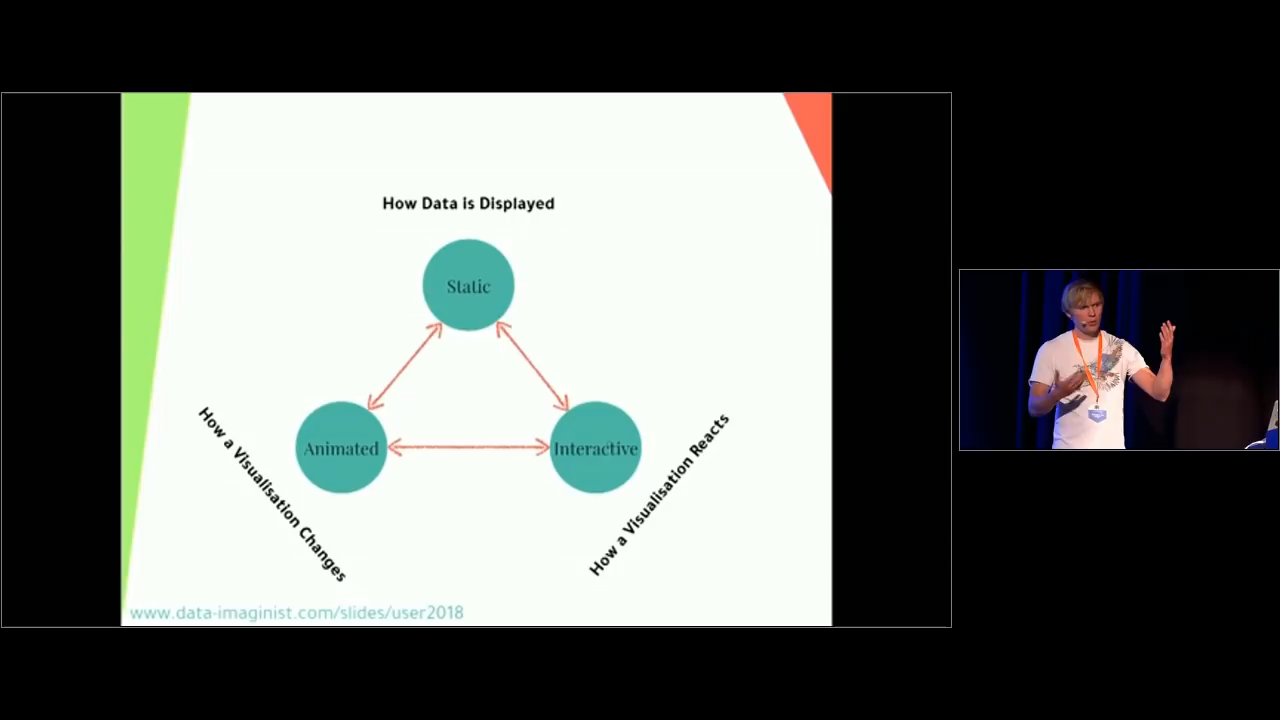 How Data is Displayed
Static
Animated
Interactive
How a Visualisation Changes
How a Visualisation Reacts
www.data-imaginist.com/slides/user2018